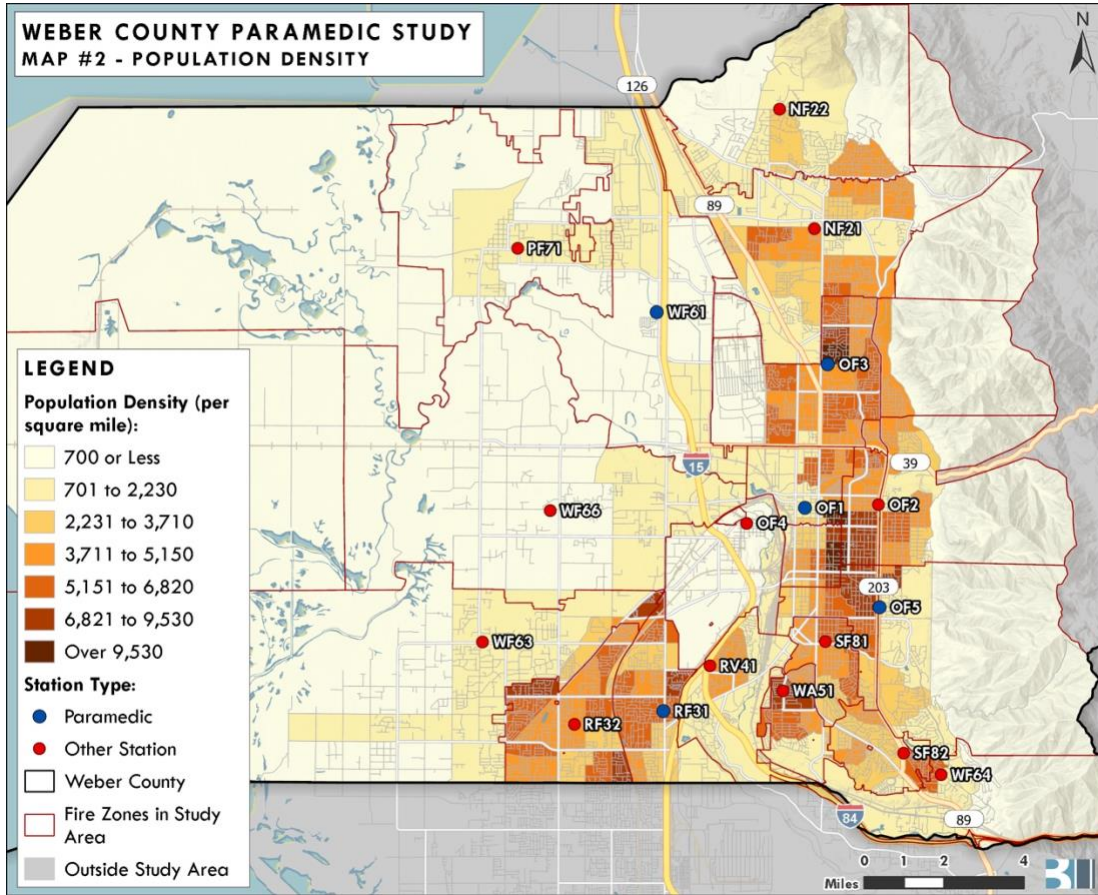 WEBER COUNTY PARAMEDIC STUDY
MAP #2 - POPULATION DENSITY
N
126
NF22
89
NF21
PF71
WF61
OF3
LEGEND
Population Density (per
square mile):
700 or Less
701 to 2,230
2,231 to 3,710
3,711 to 5,150
5,151 to 6,820
6,821 to 9,530
Over 9,530
Station Type:
Paramedic
Other Station
Weber County
Fire Zones in Study
Area
Outside Study Area
15
39
WF66
OF4
OF1
OF2
203
OF5
WF63
SF81
RV41
WA51
RF32
RF31
SF82
WF64
84
89
0 1 2 4
Miles